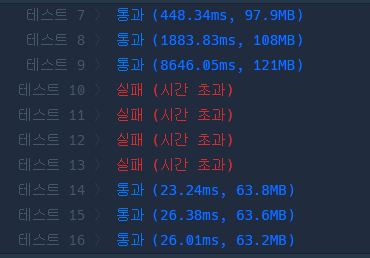 테스트 7 〉 통과 (448.34ms, 97.9MB)
테스트 8 〉 통과 (1883.83ms, 108MB)
테스트 9 〉 통과 (8646.05ms, 121MB)
테스트 10 〉 실패 (시간 초과)
테스트 11 〉 실패 (시간 초과)
테스트 12 〉 실패 (시간 초과)
테스트 13 〉 실패 (시간 초과)
테스트 14 〉 통과 (23.24ms, 63.8MB)
테스트 15 〉 통과 (26.38ms, 63.6MB)
테스트 16 〉 통과 (26.01ms, 63.2MB)